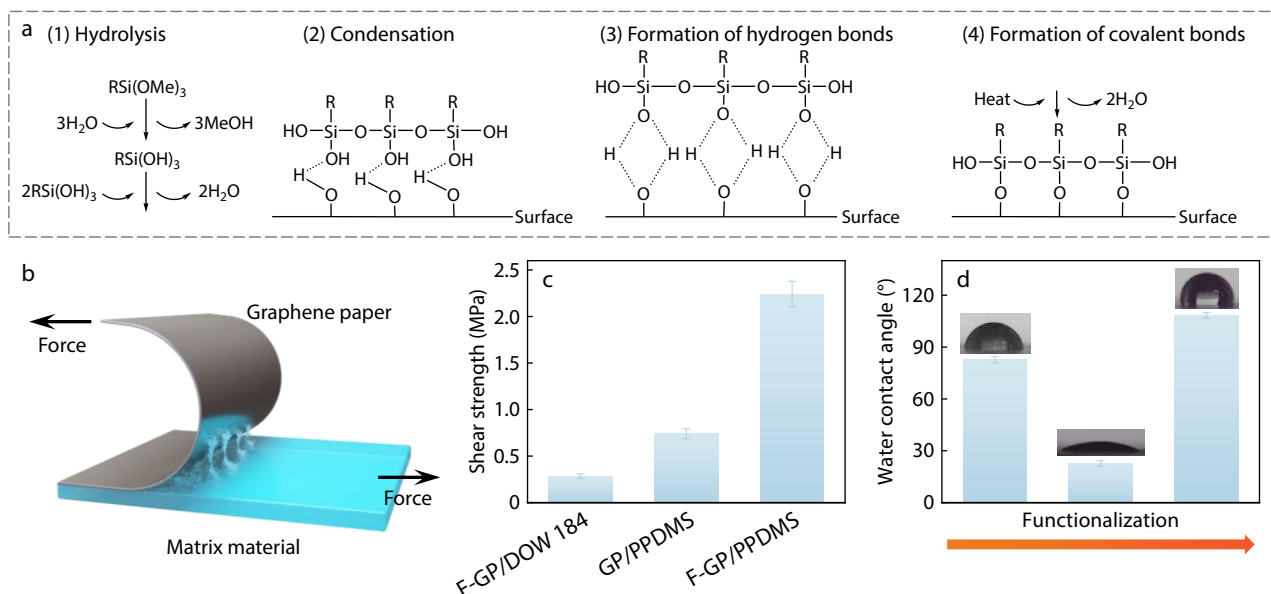 a
(1) Hydrolysis
RSi(OMe)₃
3H₂O
3MeOH
RSi(OH)₃
2RSi(OH)₃
2H₂O
(2) Condensation
R R R
HO Si O Si O Si OH
OH OH OH
H H H
O O O
Surface
(3) Formation of hydrogen bonds
R R R
HO Si O Si O Si OH
O O O
H H H H H H
O O O
Surface
(4) Formation of covalent bonds
Heat
2H₂O
R R R
HO Si O Si O Si OH
O O O
Surface
b
Graphene paper
Force
Force
Matrix material
c
Shear strength (MPa)
2.5
2.0
1.5
1.0
0.5
0
F-GP/DOW 184
GP/PPDMS
F-GP/PPDMS
d
Water contact angle (°)
120
90
60
30
0
Functionalization